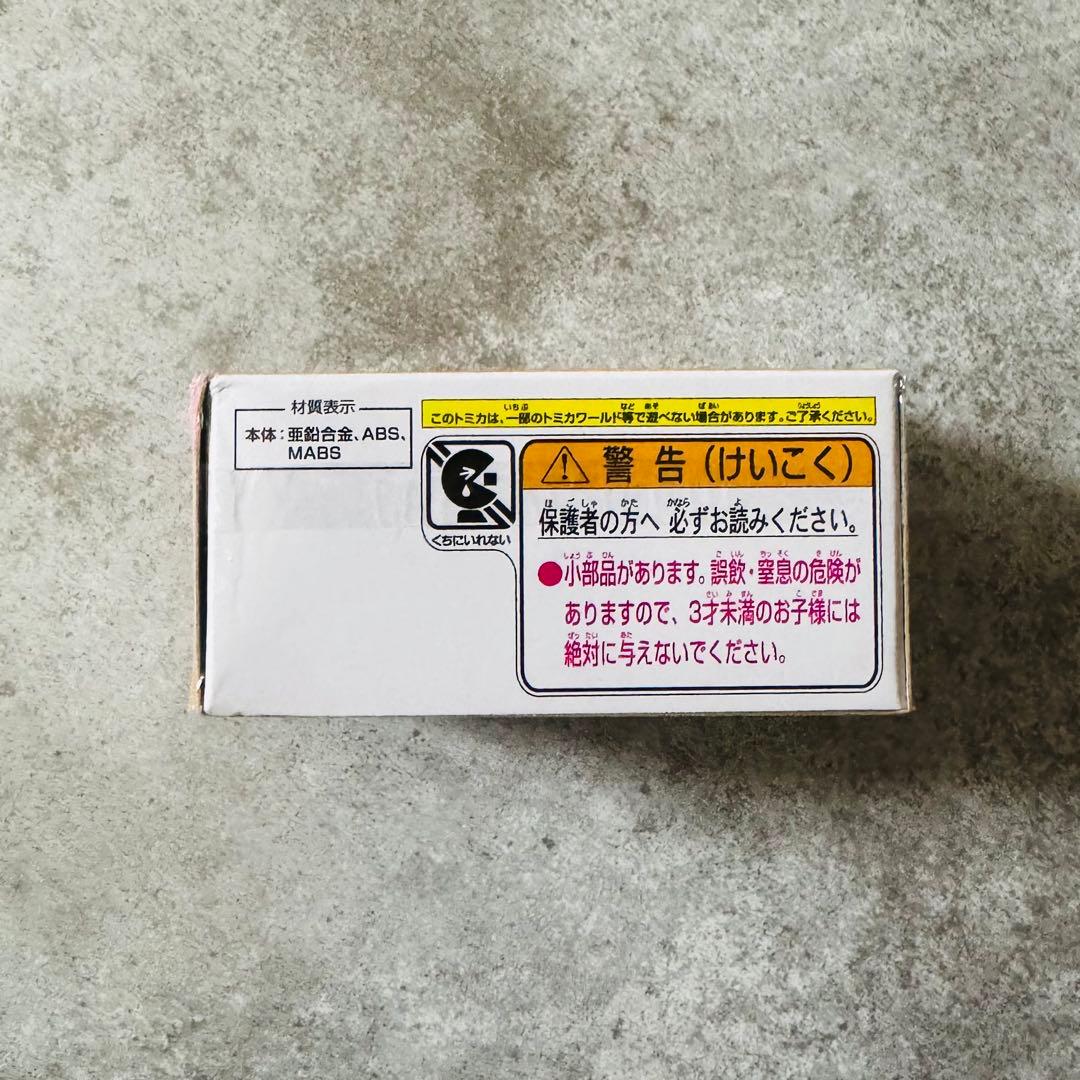 材質表示
本体：亜鉛合金、ABS、
MABS
このトミカは、一部のトミカワールド等で遊べない場合があります。ご了承ください。
くちにいれない
警告（けいこく）
保護者の方へ 必ずお読みください。
●小部品があります。誤飲・窒息の危険が
ありますので、3才未満のお子様には
絶対に与えないでください。